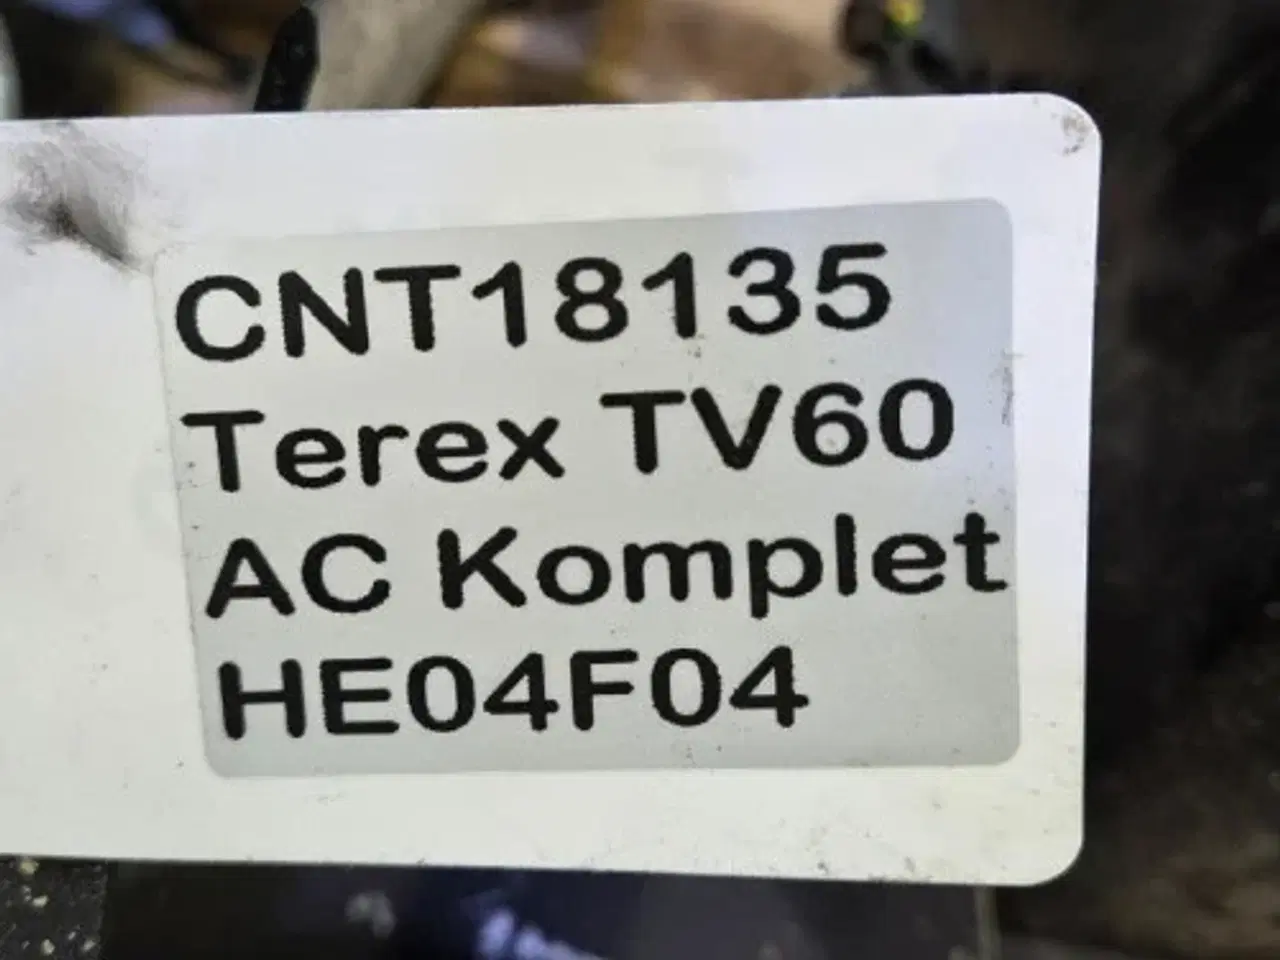 CNT18135
Terex TV60
AC Komplet
HE04F04